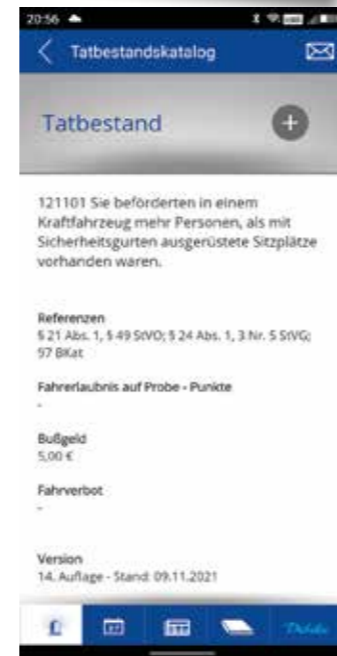 20:56
Tatbestandskatalog
Tatbestand
121101 Sie beförderten in einem
Kraftfahrzeug mehr Personen, als mit
Sicherheitsgurten ausgerüstete Sitzplätze
vorhanden waren.
Referenzen
§ 21 Abs. 1, § 49 StVO; § 24 Abs. 1, 3 Nr. 5 StVG;
97 BKat
Fahrerlaubnis auf Probe - Punkte
-
Bußgeld
5,00 €
Fahrverbot
-
Version
14. Auflage - Stand: 09.11.2021